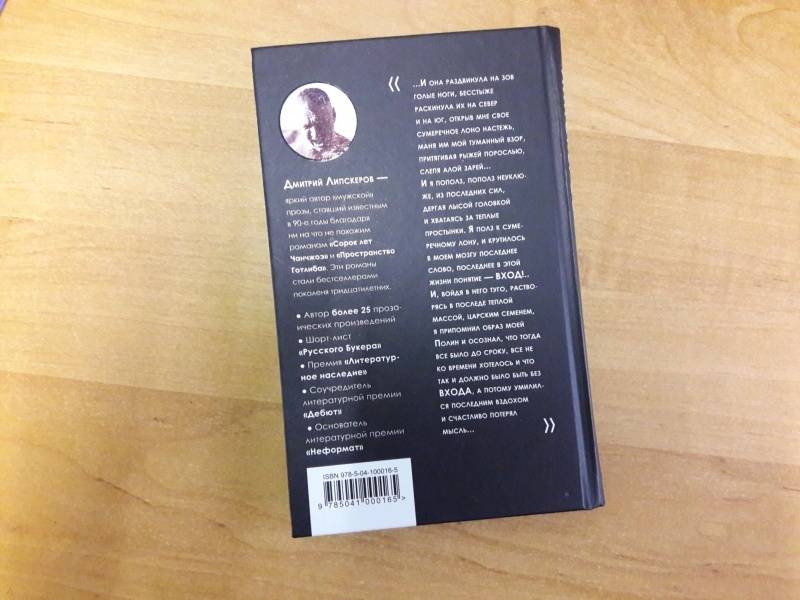 Дмитрий Липскеров —
яркий автор «мужской»
прозы, ставший известным
в 90-е годы благодаря
ни на что не похожим
романам «Сорок лет
Чанчжоэ» и «Пространство
Готлиба». Эти романы
стали бестселлерами
поколения тридцатилетних.
• Автор более 25 проза-
ических произведений
• Шорт-лист
«Русского Букера»
• Премия «Литератур-
ное наследие»
• Соучредитель
литературной премии
«Дебют»
• Основатель
литературной премии
«Неформат»
«
...И она раздвинула на зов
голые ноги, бесстыже
раскинула их на север
и на юг, открыв мне свое
сумеречное лоно настежь,
маня им мой туманный взор,
притягивая рыжей порослью,
слепя алой зарей...
И я пополз, пополз неуклю-
же, из последних сил,
дергая лысой головкой
и хватаясь за теплые
простынки. Я полз к суме-
речному лону, и крутилось
в моем мозгу последнее
слово, последнее в этой
жизни понятие — ВХОД!..
И, войдя в него туго, раство-
рясь в последе теплой
массой, царским семенем,
я припомнил образ моей
Полин и осознал, что тогда
все было до сроку, все не
ко времени хотелось и что
так и должно было быть без
ВХОДА, а потому умилил-
ся последним вздохом
и счастливо потерял
мысль...
»
ISBN 978-5-04-100016-5
9 785041 000165>